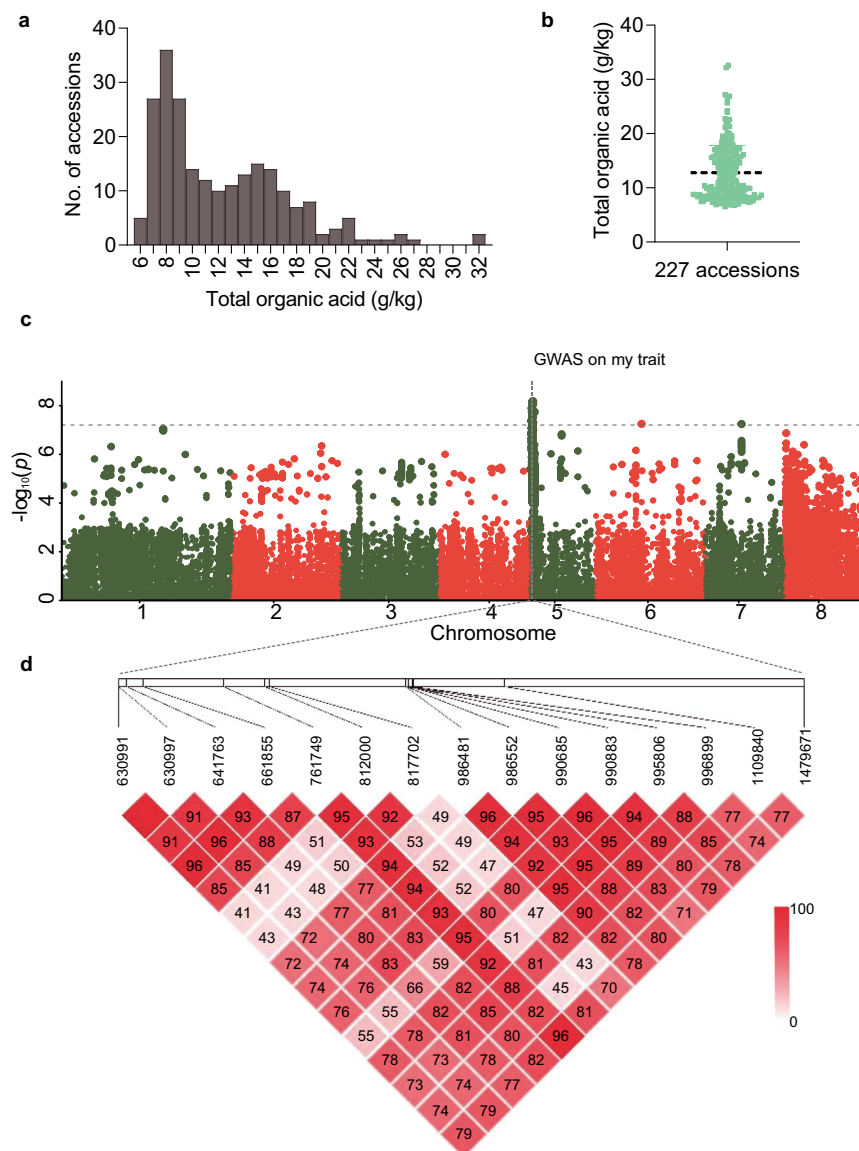 a
40
30
20
10
0
No. of accessions
6 8 10 12 14 16 18 20 22 24 26 28 30 32
Total organic acid (g/kg)
b
40
30
20
10
0
Total organic acid (g/kg)
227 accessions
c
GWAS on my trait
8
6
4
2
0
-log₁₀(p)
1 2 3 4 5 6 7 8
Chromosome
d
630991 630997 641763 661855 761749 812000 817702 986481 986552 990685 990883 995806 996899 1109840 1479671
91 93 87 95 92 49 96 95 96 94 88 77 77
91 96 88 51 93 53 49 94 93 95 89 85 74
96 85 49 50 94 52 47 92 95 89 80 78
85 41 48 77 94 52 80 95 88 83 79
41 43 77 81 93 80 47 90 82 71
43 72 80 83 95 51 82 82 80
72 74 83 59 92 81 43 78
74 76 66 82 88 45 70
76 55 82 85 82 81
55 78 81 80 96
78 73 78 82
73 74 77
74 79
79
100
0